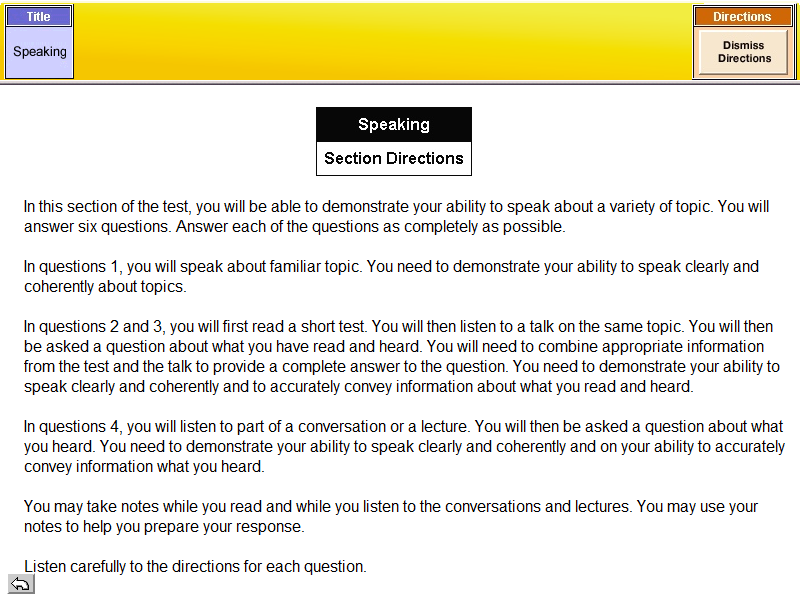 Title
Speaking
Directions
Dismiss
Directions
Speaking
Section Directions
In this section of the test, you will be able to demonstrate your ability to speak about a variety of topic. You will
answer six questions. Answer each of the questions as completely as possible.
In questions 1, you will speak about familiar topic. You need to demonstrate your ability to speak clearly and
coherently about topics.
In questions 2 and 3, you will first read a short test. You will then listen to a talk on the same topic. You will then
be asked a question about what you have read and heard. You will need to combine appropriate information
from the test and the talk to provide a complete answer to the question. You need to demonstrate your ability to
speak clearly and coherently and to accurately convey information about what you read and heard.
In questions 4, you will listen to part of a conversation or a lecture. You will then be asked a question about what
you heard. You need to demonstrate your ability to speak clearly and coherently and on your ability to accurately
convey information what you heard.
You may take notes while you read and while you listen to the conversations and lectures. You may use your
notes to help you prepare your response.
Listen carefully to the directions for each question.